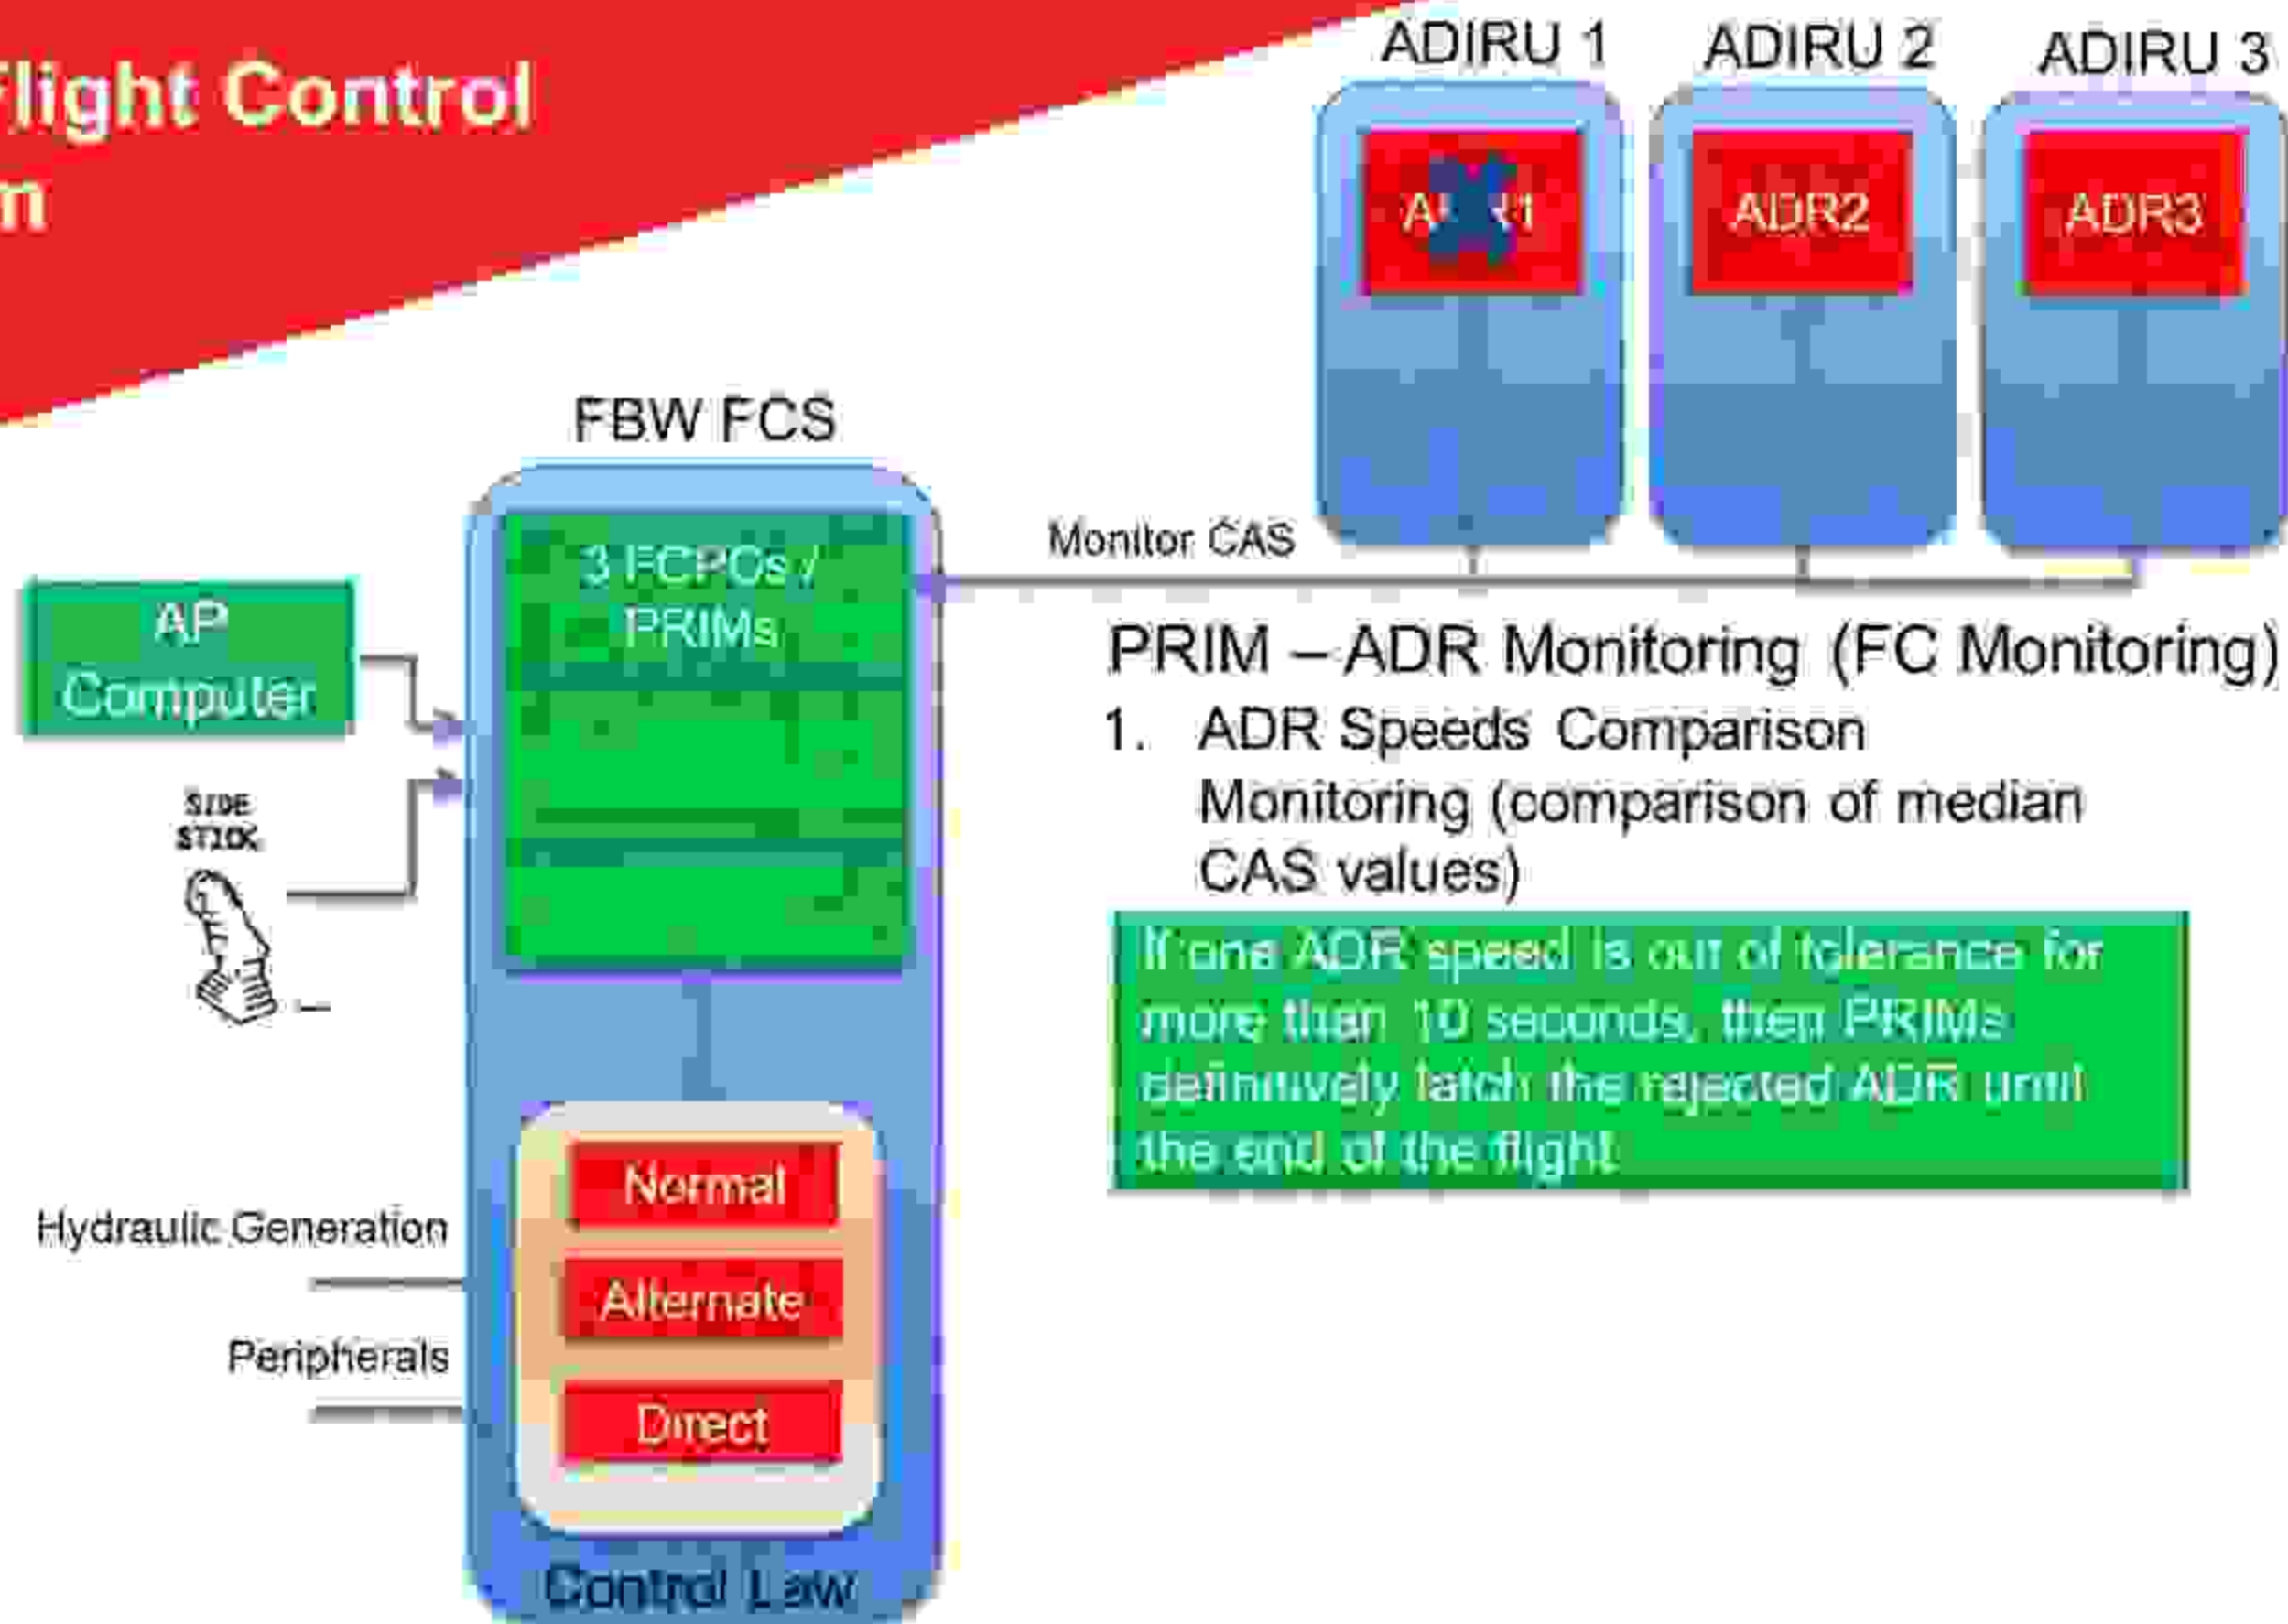 light Control
m
ADIRU 1
ADIRU 2
ADIRU 3
ADR2
ADR3
FBW FCS
3 FCPCs /
PRIMs
Monitor CAS
AP
Computer
SIDE
STICK
PRIM – ADR Monitoring (FC Monitoring)
1. ADR Speeds Comparison
Monitoring (comparison of median
CAS values)
If one ADR speed is out of tolerance for
more than 10 seconds, then PRIMs
definitively latch the rejected ADR until
the end of the flight
Normal
Alternate
Direct
Hydraulic Generation
Peripherals
Control Law